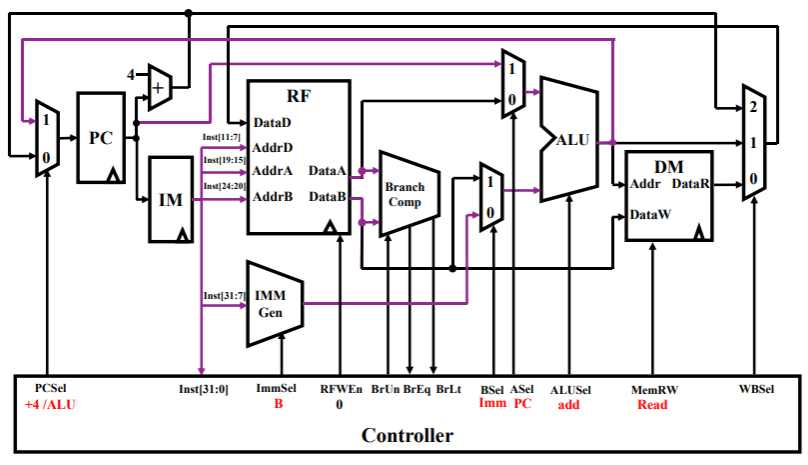 4
+
1
0
PC
IM
RF
DataD
Inst[11:7]
AddrD
Inst[19:15]
AddrA
DataA
Inst[24:20]
AddrB
DataB
Branch
Comp
1
0
1
0
ALU
DM
Addr DataR
DataW
2
1
0
Inst[31:7]
IMM
Gen
PCSel
+4 /ALU
Inst[31:0]
ImmSel
B
RFWEn
0
BrUn BrEq BrLt
BSel
Imm
ASel
PC
ALUSel
add
MemRW
Read
WBSel
Controller